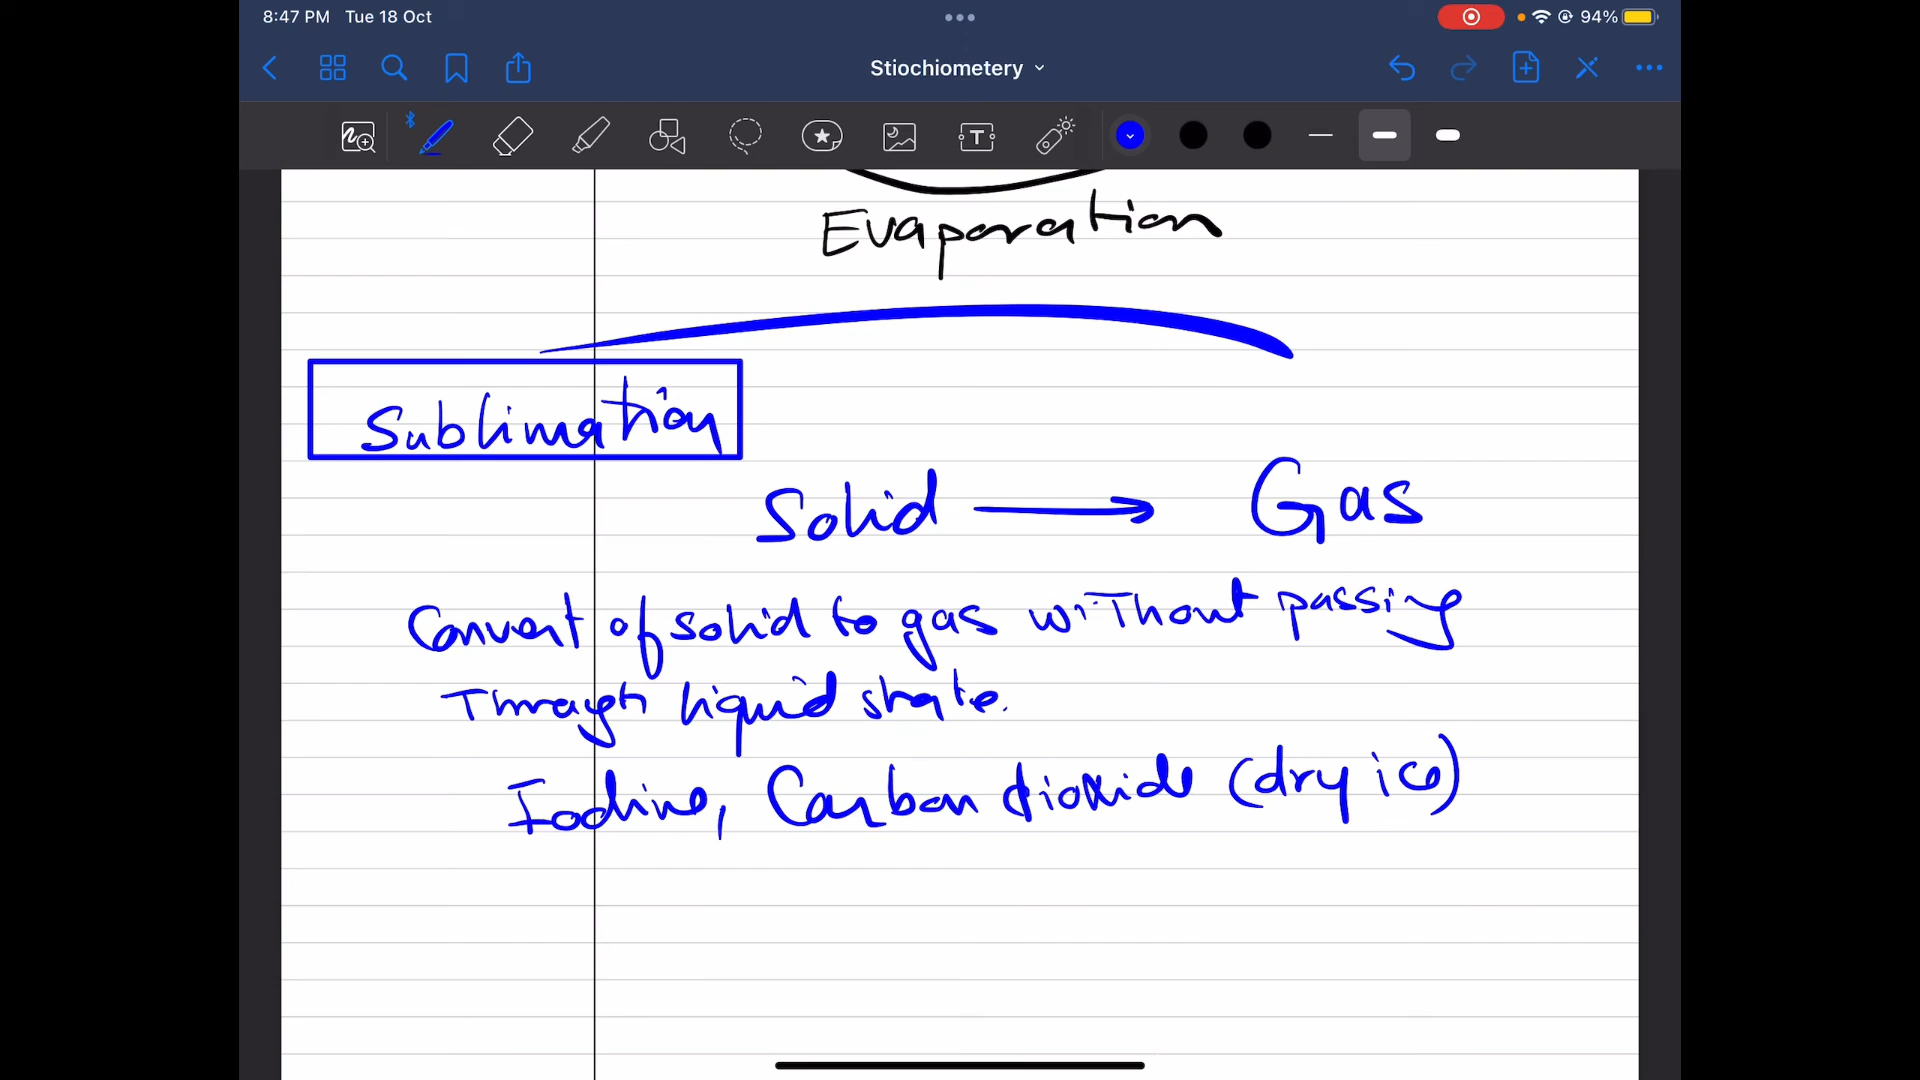 8:47 PM Tue 18 Oct
94%
Stiochiometery
T
Evaporation
Sublimation
Solid → Gas
Convert of solid to gas without passing
Through liquid state.
Iodine, Carbon dioxide (dry ice)